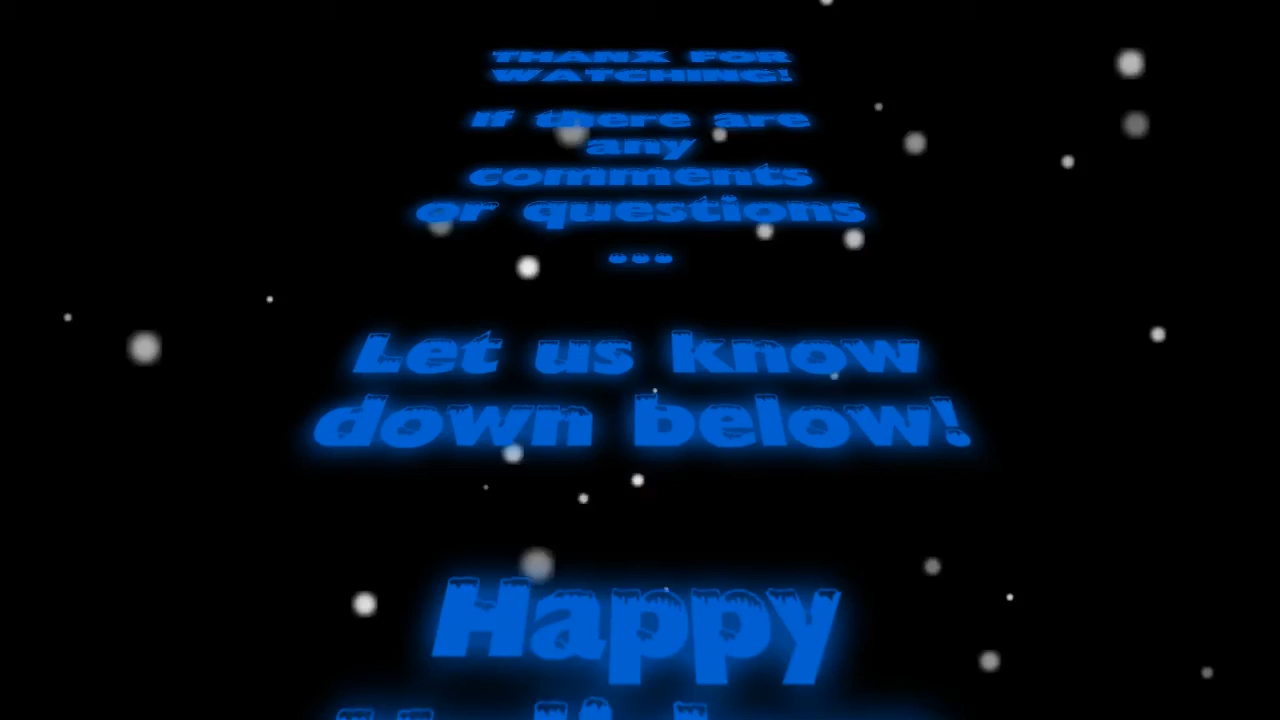 THANX FOR
WATCHING!
If there are
any
comments
or questions
...
Let us know
down below!
Happy